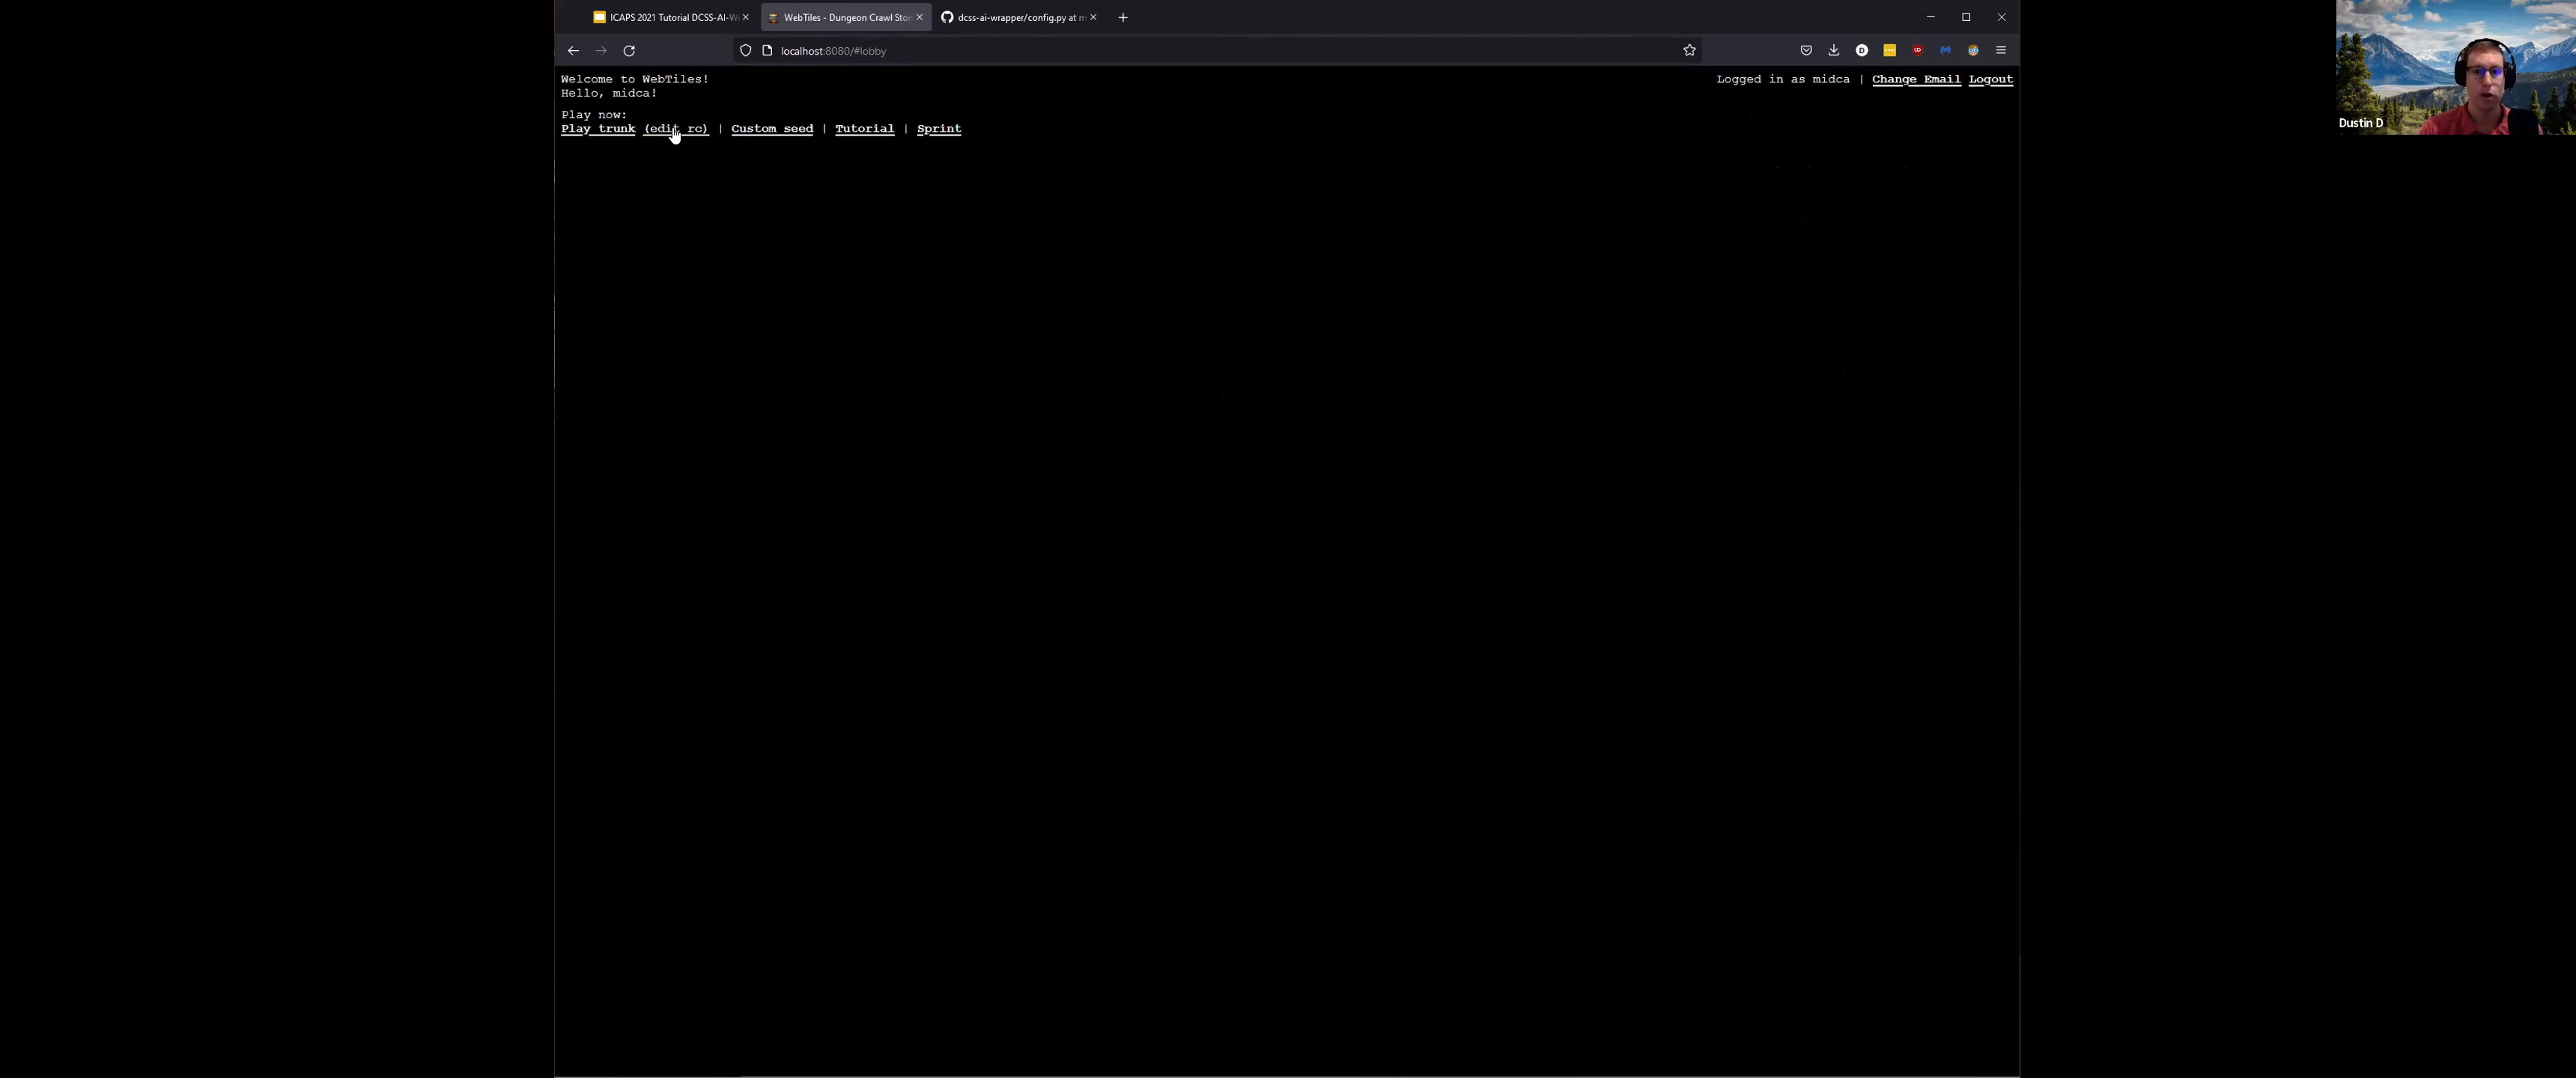 ICAPS 2021 Tutorial DCSS-AI-W
WebTiles - Dungeon Crawl Ston
dcss-ai-wrapper/config.py at m
localhost:8080/#lobby
Welcome to WebTiles!
Hello, midca!
Logged in as midca | Change Email Logout
Play now:
Play trunk (edit rc) | Custom seed | Tutorial | Sprint
Dustin D